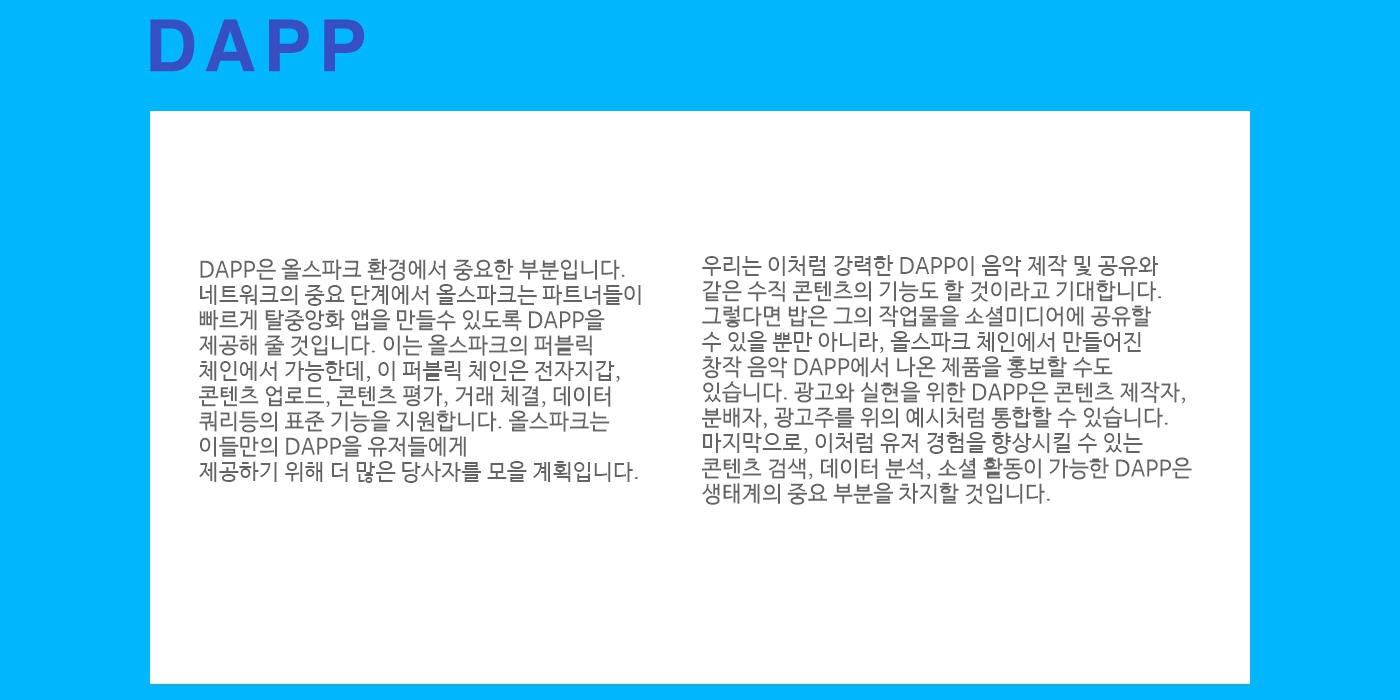 DAPP
DAPP은 올스파크 환경에서 중요한 부분입니다.
네트워크의 중요 단계에서 올스파크는 파트너들이
빠르게 탈중앙화 앱을 만들수 있도록 DAPP을
제공해 줄 것입니다. 이는 올스파크의 퍼블릭
체인에서 가능한데, 이 퍼블릭 체인은 전자지갑,
콘텐츠 업로드, 콘텐츠 평가, 거래 체결, 데이터
쿼리등의 표준 기능을 지원합니다. 올스파크는
이들만의 DAPP을 유저들에게
제공하기 위해 더 많은 당사자를 모을 계획입니다.
우리는 이처럼 강력한 DAPP이 음악 제작 및 공유와
같은 수직 콘텐츠의 기능도 할 것이라고 기대합니다.
그렇다면 밥은 그의 작업물을 소셜미디어에 공유할
수 있을 뿐만 아니라, 올스파크 체인에서 만들어진
창작 음악 DAPP에서 나온 제품을 홍보할 수도
있습니다. 광고와 실현을 위한 DAPP은 콘텐츠 제작자,
분배자, 광고주를 위의 예시처럼 통합할 수 있습니다.
마지막으로, 이처럼 유저 경험을 향상시킬 수 있는
콘텐츠 검색, 데이터 분석, 소셜 활동이 가능한 DAPP은
생태계의 중요 부분을 차지할 것입니다.